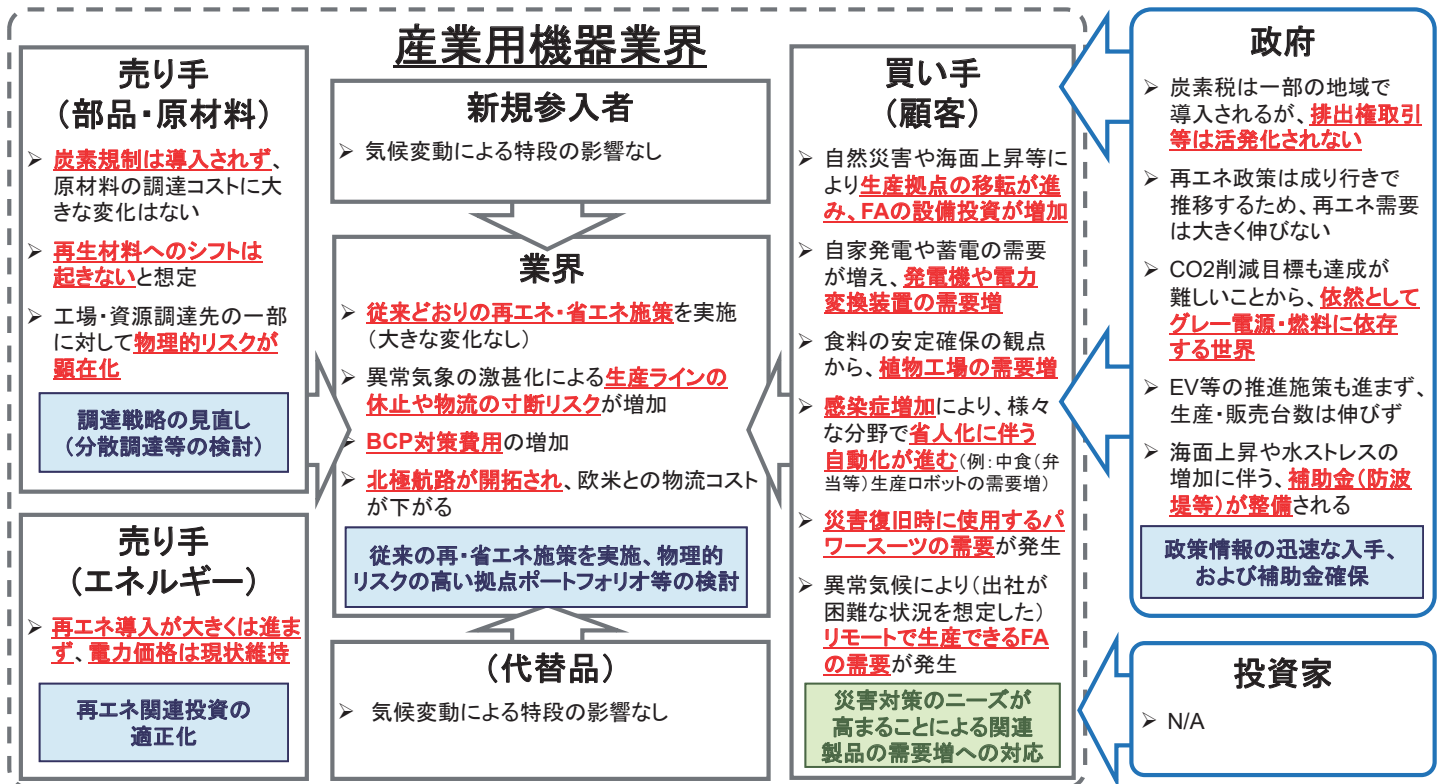 産業用機器業界
売り手
（部品・原材料）
➢ 炭素規制は導入されず、
原材料の調達コストに大
きな変化はない
➢ 再生材料へのシフトは
起きないと想定
➢ 工場・資源調達先の一部
に対して物理的リスクが
顕在化
調達戦略の見直し
（分散調達等の検討）
売り手
（エネルギー）
➢ 再エネ導入が大きくは進ま
ず、電力価格は現状維持
再エネ関連投資の
適正化
新規参入者
➢ 気候変動による特段の影響なし
業界
➢ 従来どおりの再エネ・省エネ施策を実施
（大きな変化なし）
➢ 異常気象の激甚化による生産ラインの
休止や物流の寸断リスクが増加
➢ BCP対策費用の増加
➢ 北極航路が開拓され、欧米との物流コスト
が下がる
従来の再・省エネ施策を実施、物理的
リスクの高い拠点ポートフォリオ等の検討
（代替品）
➢ 気候変動による特段の影響なし
買い手
（顧客）
➢ 自然災害や海面上昇等に
より生産拠点の移転が進
み、FAの設備投資が増加
➢ 自家発電や蓄電の需要
が増え、発電機や電力
変換装置の需要増
➢ 食料の安定確保の観点
から、植物工場の需要増
➢ 感染症増加により、様々
な分野で省人化に伴う
自動化が進む（例：中食（弁
当等）生産ロボットの需要増）
➢ 災害復旧時に使用するパ
ワースーツの需要が発生
➢ 異常気候により（出社が
困難な状況を想定した）
リモートで生産できるFA
の需要が発生
災害対策のニーズが
高まることによる関連
製品の需要増への対応
政府
➢ 炭素税は一部の地域で
導入されるが、排出権取引
等は活発化されない
➢ 再エネ政策は成り行きで
推移するため、再エネ需要
は大きく伸びない
➢ CO2削減目標も達成が
難しいことから、依然として
グレー電源・燃料に依存
する世界
➢ EV等の推進施策も進まず、
生産・販売台数は伸びず
➢ 海面上昇や水ストレスの
増加に伴う、補助金（防波
堤等）が整備される
政策情報の迅速な入手、
および補助金確保
投資家
➢ N/A